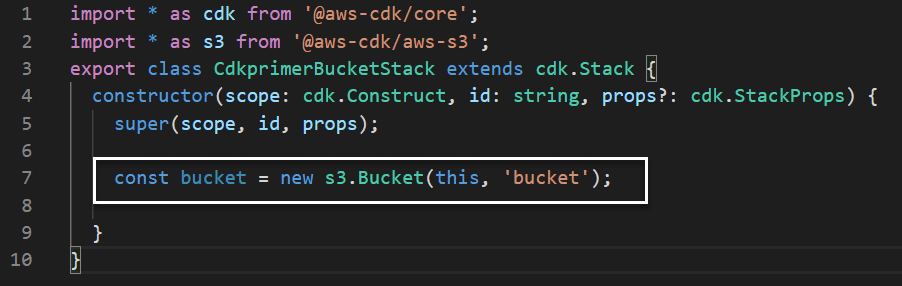 1 import * as cdk from '@aws-cdk/core';
2 import * as s3 from '@aws-cdk/aws-s3';
3 export class CdkprimerBucketStack extends cdk.Stack {
4 constructor(scope: cdk.Construct, id: string, props?: cdk.StackProps) {
5 super(scope, id, props);
6
7 const bucket = new s3.Bucket(this, 'bucket');
8
9 }
10 }